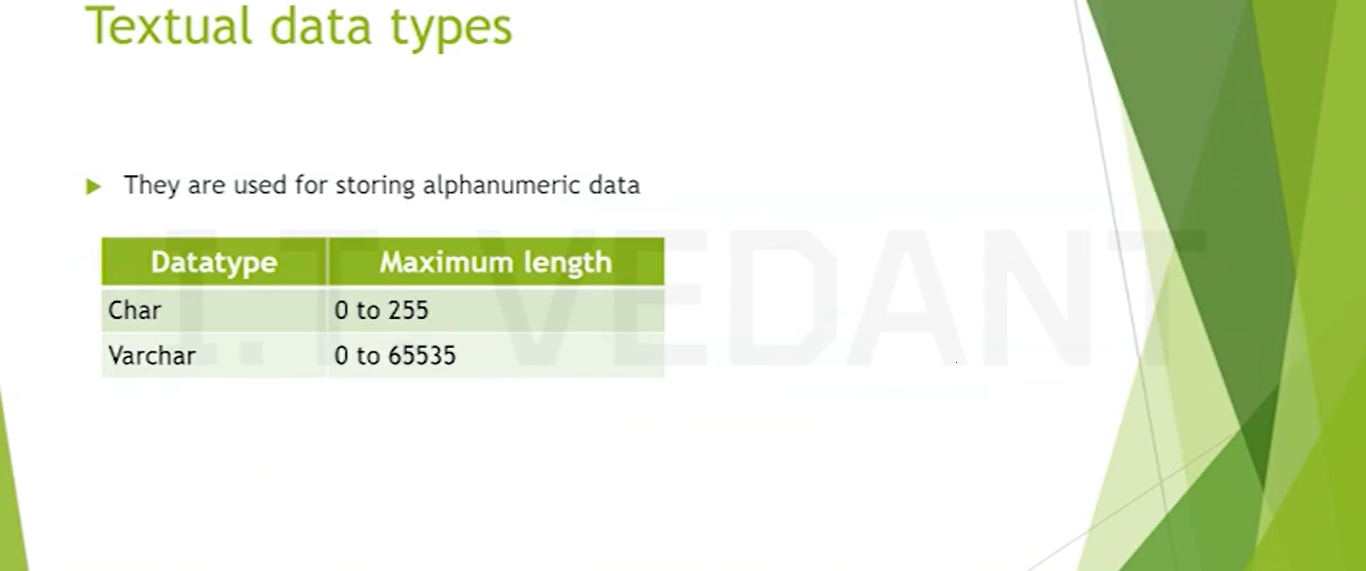 Textual data types
They are used for storing alphanumeric data
Datatype Maximum length
Char 0 to 255
Varchar 0 to 65535
I.T VEDANT